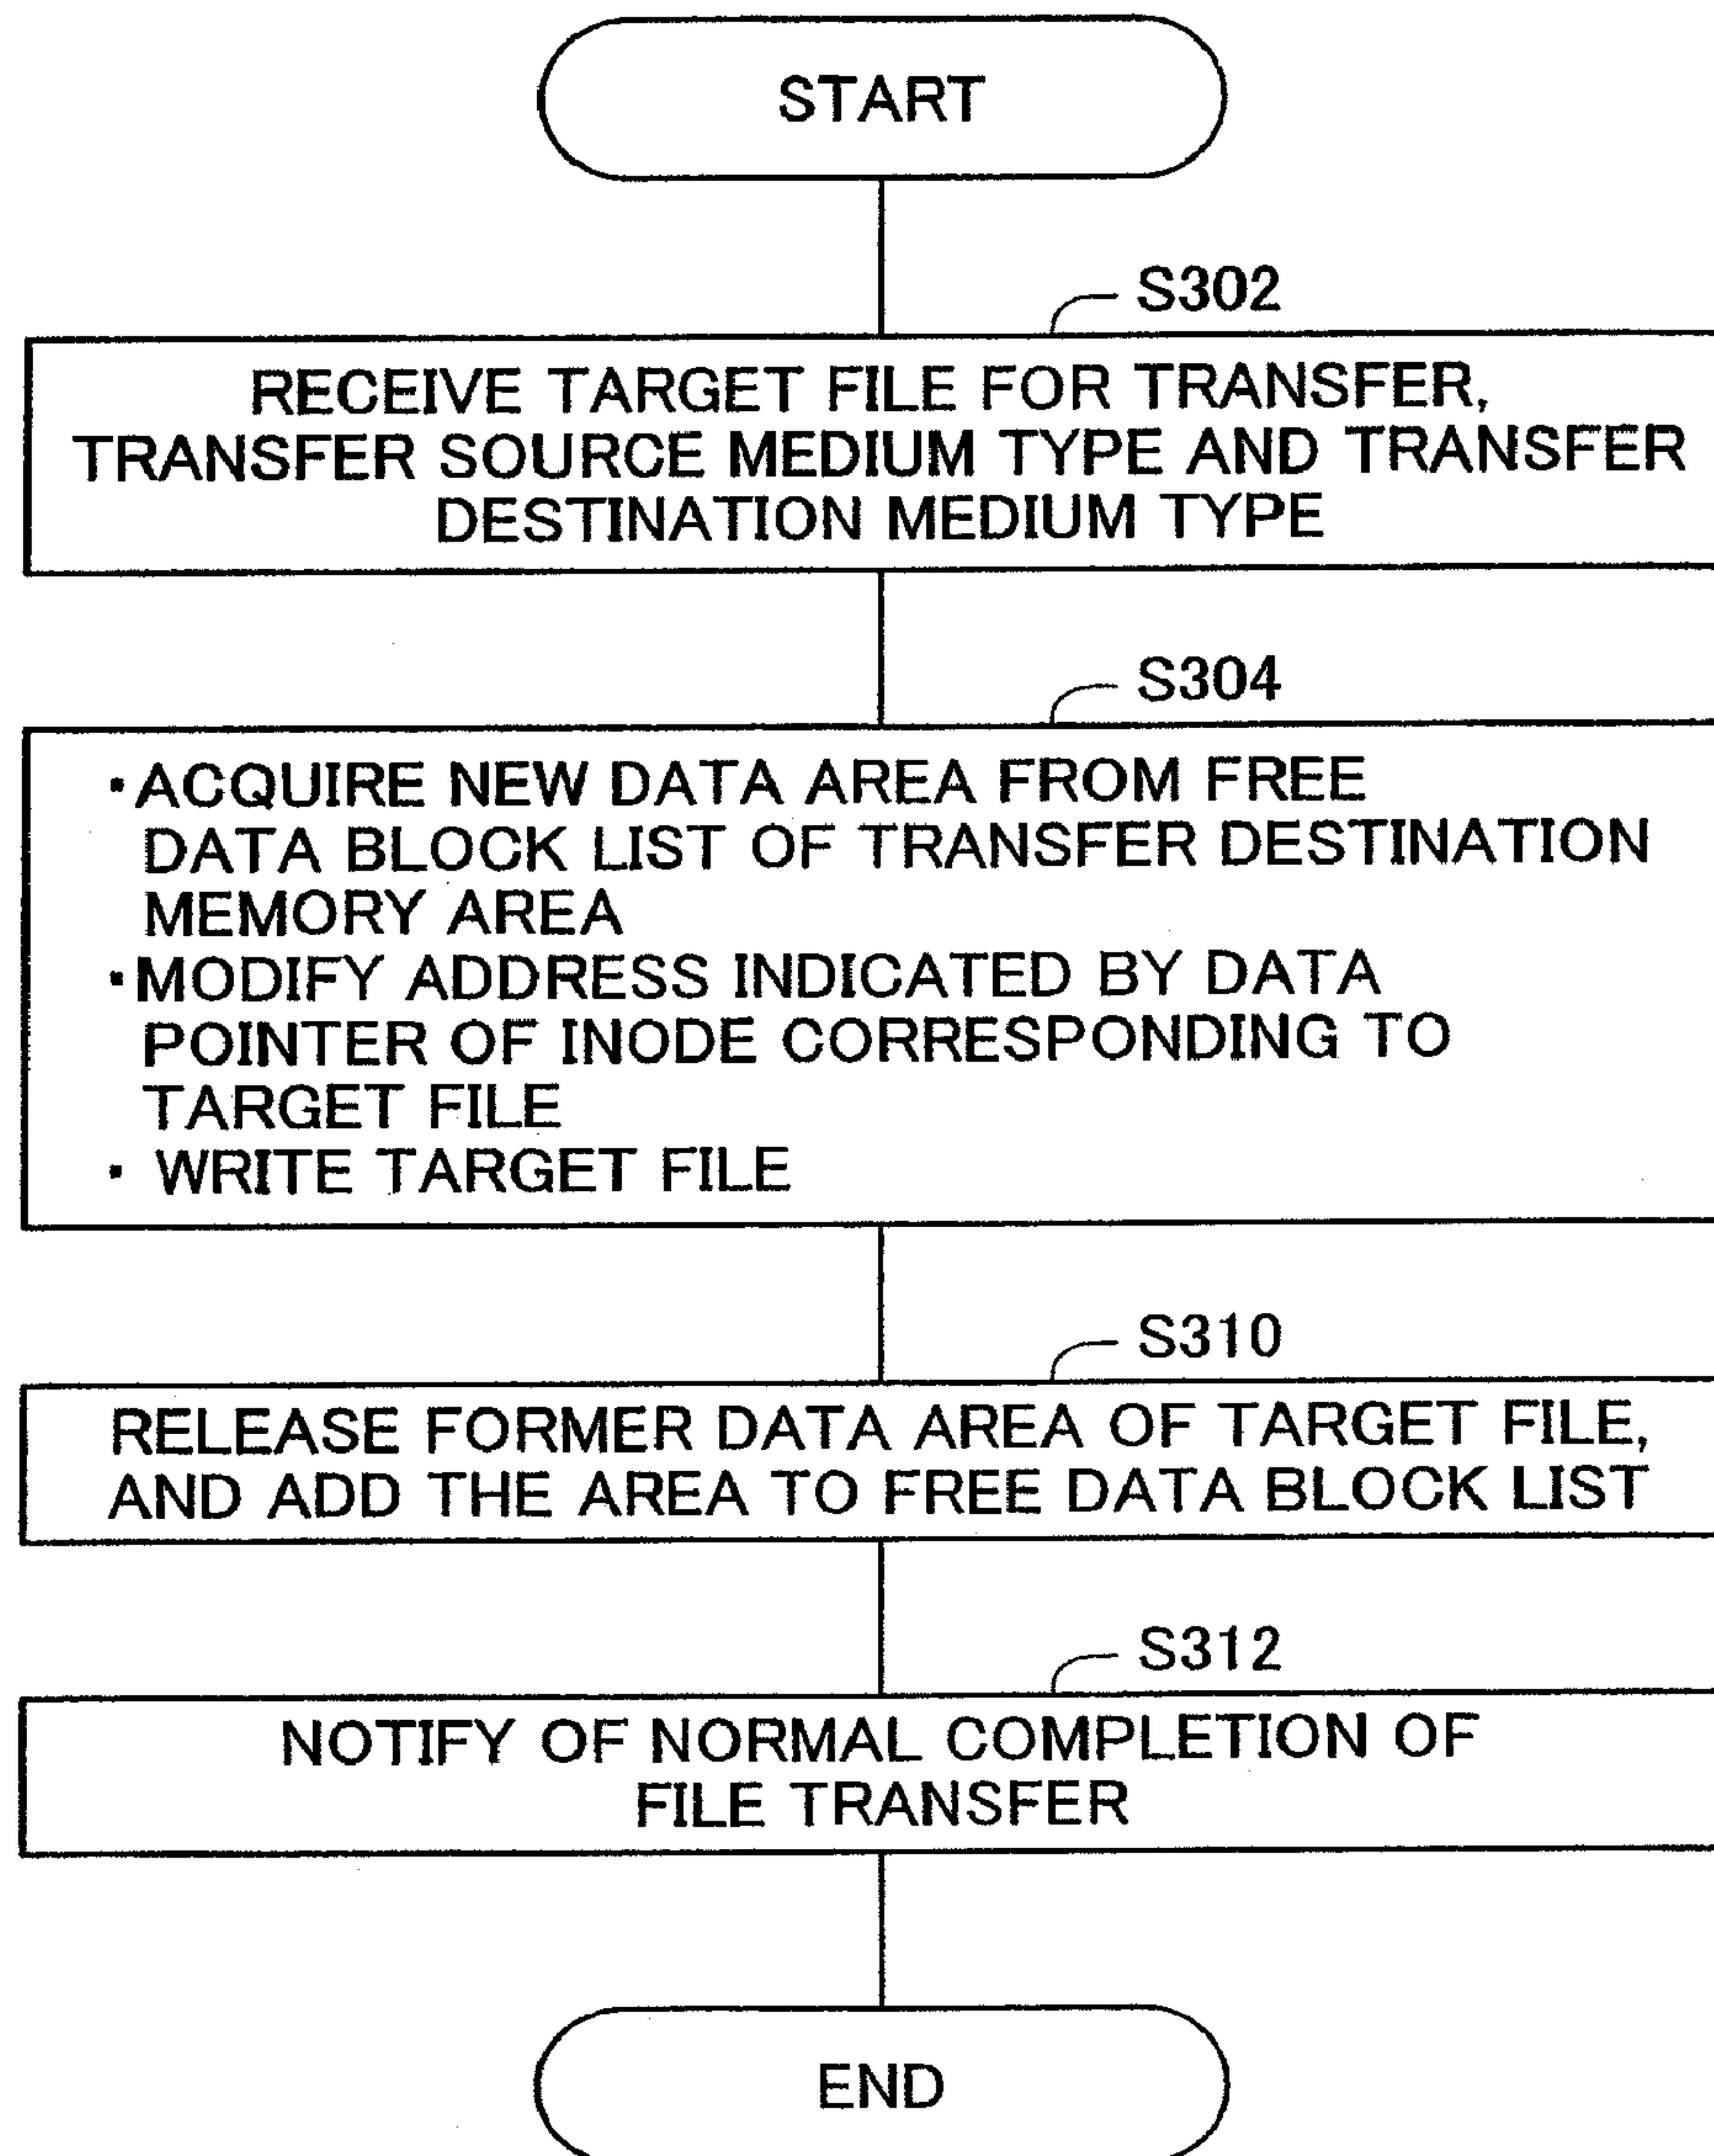 START
S302
RECEIVE TARGET FILE FOR TRANSFER,
TRANSFER SOURCE MEDIUM TYPE AND TRANSFER
DESTINATION MEDIUM TYPE
S304
・ACQUIRE NEW DATA AREA FROM FREE
DATA BLOCK LIST OF TRANSFER DESTINATION
MEMORY AREA
・MODIFY ADDRESS INDICATED BY DATA
POINTER OF INODE CORRESPONDING TO
TARGET FILE
・ WRITE TARGET FILE
S310
RELEASE FORMER DATA AREA OF TARGET FILE,
AND ADD THE AREA TO FREE DATA BLOCK LIST
S312
NOTIFY OF NORMAL COMPLETION OF
FILE TRANSFER
END